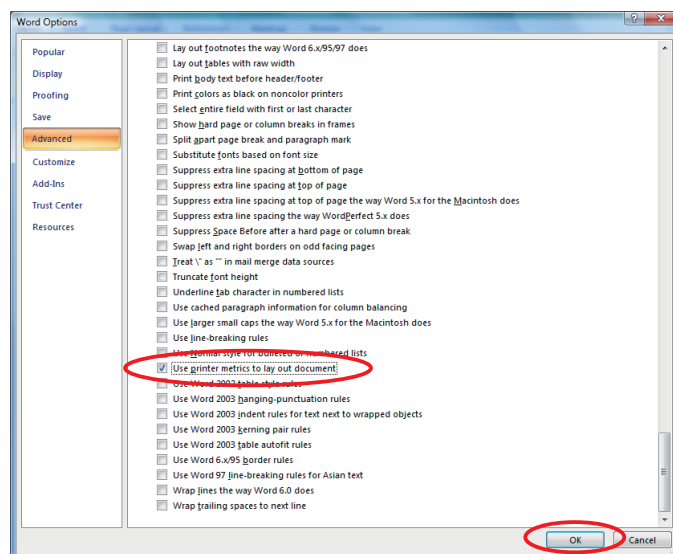 Word Options
Popular
Display
Proofing
Save
Advanced
Customize
Add-Ins
Trust Center
Resources
Lay out footnotes the way Word 6.x/95/97 does
Lay out tables with raw width
Print body text before header/footer
Print colors as black on noncolor printers
Select entire field with first or last character
Show hard page or column breaks in frames
Split apart page break and paragraph mark
Substitute fonts based on font size
Suppress extra line spacing at bottom of page
Suppress extra line spacing at top of page
Suppress extra line spacing at top of page the way Word 5.x for the Macintosh does
Suppress extra line spacing the way WordPerfect 5.x does
Suppress Space Before after a hard page or column break
Swap left and right borders on odd facing pages
Treat \" as "" in mail merge data sources
Truncate font height
Underline tab character in numbered lists
Use cached paragraph information for column balancing
Use larger small caps the way Word 5.x for the Macintosh does
Use line-breaking rules
Use Normal style for bulleted or numbered lists
Use printer metrics to lay out document
Use Word 2002 table style rules
Use Word 2003 hanging-punctuation rules
Use Word 2003 indent rules for text next to wrapped objects
Use Word 2003 kerning pair rules
Use Word 2003 table autofit rules
Use Word 6.x/95 border rules
Use Word 97 line-breaking rules for Asian text
Wrap lines the way Word 6.0 does
Wrap trailing spaces to next line
OK
Cancel